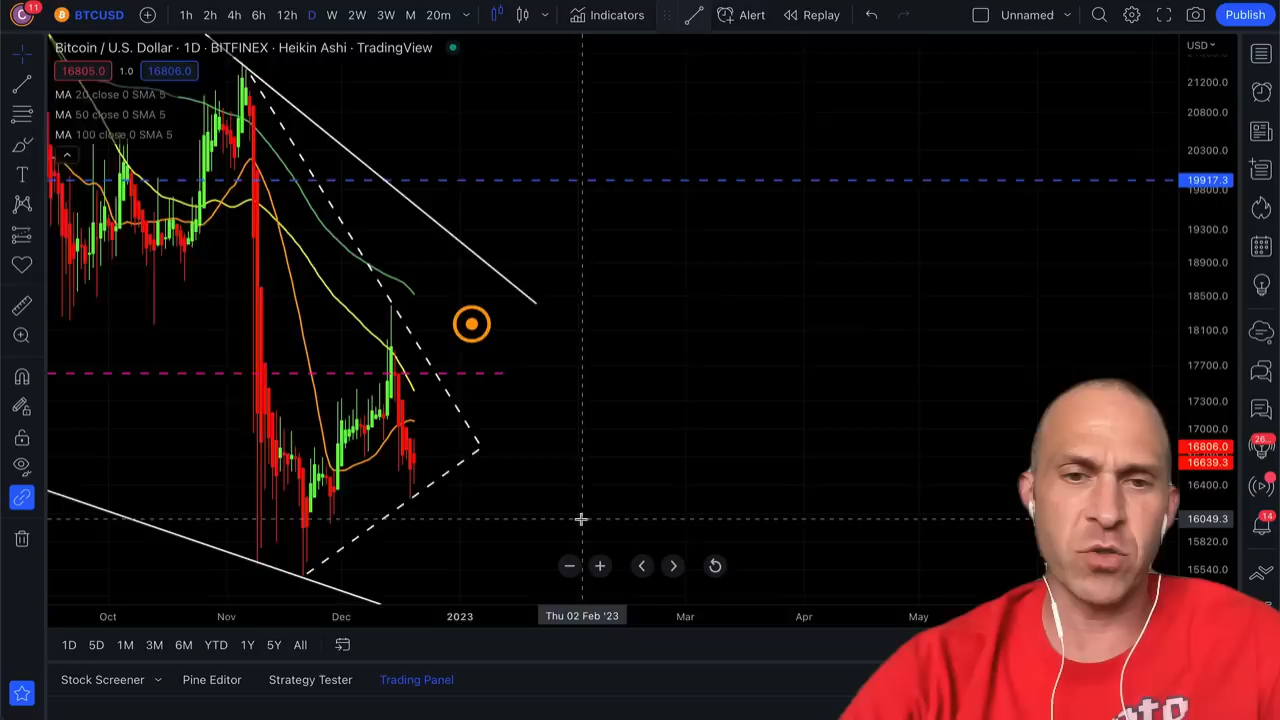 C 11 BTCUSD 1h 2h 4h 6h 12h D W 2W 3W M 20m Indicators Alert Replay Unnamed Publish
Bitcoin / U.S. Dollar · 1D · BITFINEX · Heikin Ashi · TradingView
USD
16805.0 1.0 16806.0
MA 20 close 0 SMA 5
MA 50 close 0 SMA 5
MA 100 close 0 SMA 5
21200.0
20800.0
20300.0
19917.3
19800.0
19300.0
18900.0
18500.0
18100.0
17700.0
17300.0
17000.0
16806.0
16639.3
16400.0
16049.3
15820.0
15540.0
26...
14
Oct Nov Dec 2023 Thu 02 Feb '23 Mar Apr May
1D 5D 1M 3M 6M YTD 1Y 5Y All
Stock Screener Pine Editor Strategy Tester Trading Panel